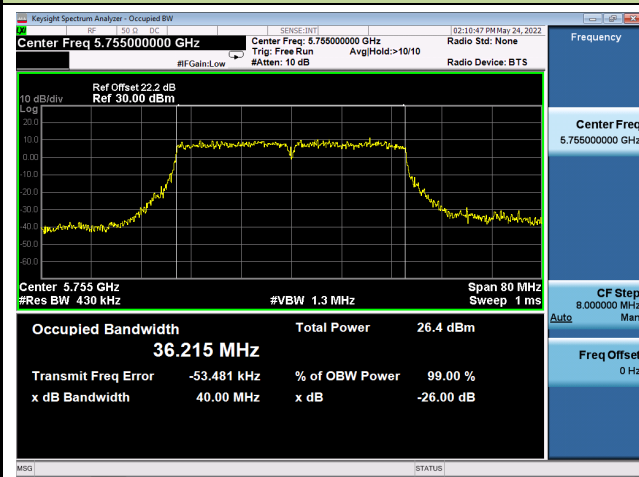 Keysight Spectrum Analyzer - Occupied BW
RF 50 Ω DC SENSE:INT 02:10:47 PM May 24, 2022
Center Freq 5.755000000 GHz
Center Freq: 5.755000000 GHz
Radio Std: None
Trig: Free Run Avg|Hold:>10/10
#IFGain:Low #Atten: 10 dB Radio Device: BTS
Ref Offset 22.2 dB
10 dB/div Ref 30.00 dBm
Log
20.0
10.0
0.00
-10.0
-20.0
-30.0
-40.0
-50.0
-60.0
Center 5.755 GHz Span 80 MHz
#Res BW 430 kHz #VBW 1.3 MHz Sweep 1 ms
Occupied Bandwidth Total Power 26.4 dBm
36.215 MHz
Transmit Freq Error -53.481 kHz % of OBW Power 99.00 %
x dB Bandwidth 40.00 MHz x dB -26.00 dB
MSG STATUS
Frequency
Center Freq
5.755000000 GHz
CF Step
8.000000 MHz
Auto Man
Freq Offset
0 Hz